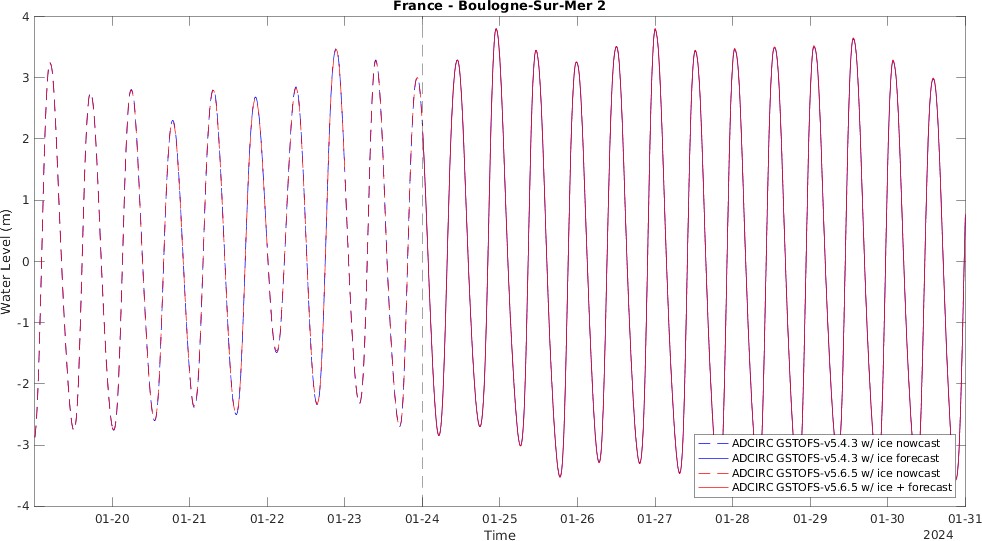 France - Boulogne-Sur-Mer 2
4
3
2
1
0
-1
-2
-3
-4
Water Level (m)
ADCIRC GSTOFS-v5.4.3 w/ ice nowcast
ADCIRC GSTOFS-v5.4.3 w/ ice forecast
ADCIRC GSTOFS-v5.6.5 w/ ice nowcast
ADCIRC GSTOFS-v5.6.5 w/ ice + forecast
01-20 01-21 01-22 01-23 01-24 01-25 01-26 01-27 01-28 01-29 01-30 01-31
Time
2024